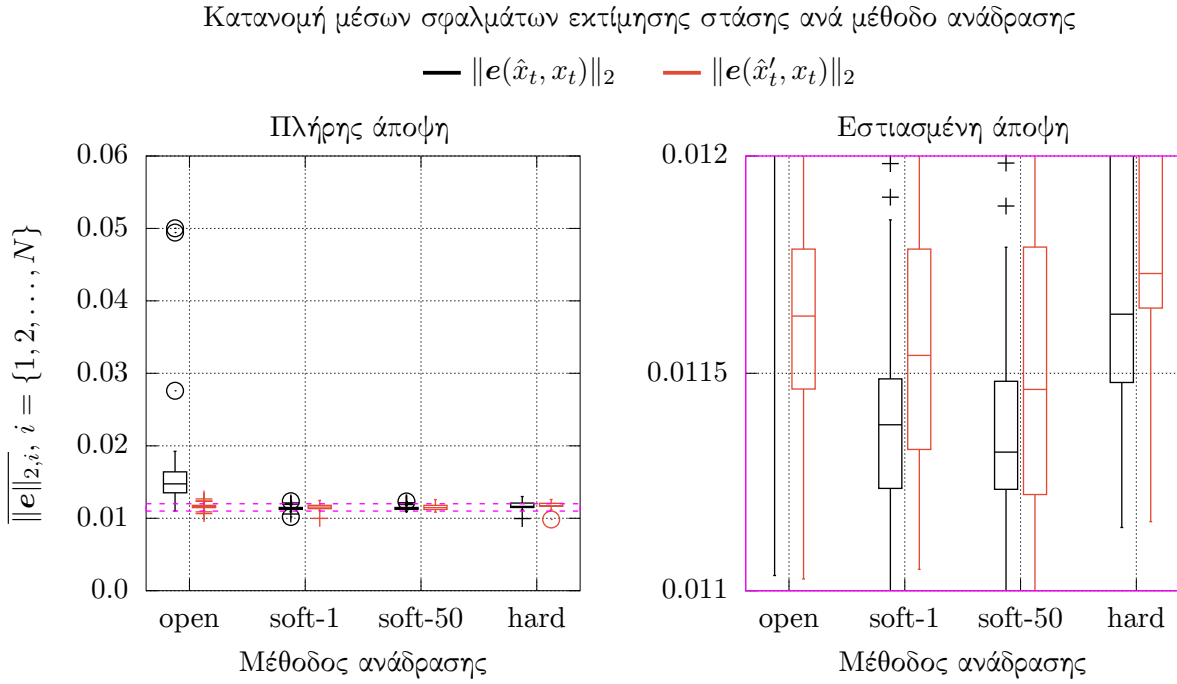 Κατανομή μέσων σφαλμάτων εκτίμησης στάσης ανά μέθοδο ανάδρασης
‖e(x̂_t, x_t)‖_2 ‖e(x̂′_t, x_t)‖_2
Πλήρης άποψη
0.06
0.05
0.04
0.03
0.02
0.01
0.0
‖e‖_{2,i}, i = {1, 2, . . . , N}
open soft-1 soft-50 hard
Μέθοδος ανάδρασης
Εστιασμένη άποψη
0.012
0.0115
0.011
open soft-1 soft-50 hard
Μέθοδος ανάδρασης